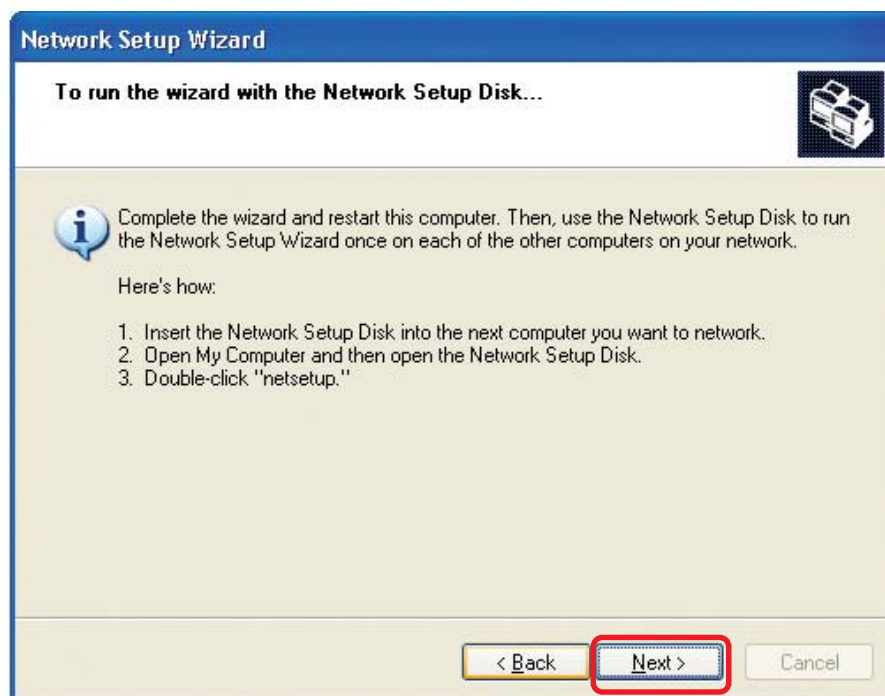 Network Setup Wizard
To run the wizard with the Network Setup Disk...
Complete the wizard and restart this computer. Then, use the Network Setup Disk to run
the Network Setup Wizard once on each of the other computers on your network.
Here's how:
1. Insert the Network Setup Disk into the next computer you want to network.
2. Open My Computer and then open the Network Setup Disk.
3. Double-click "netsetup."
< Back Next > Cancel